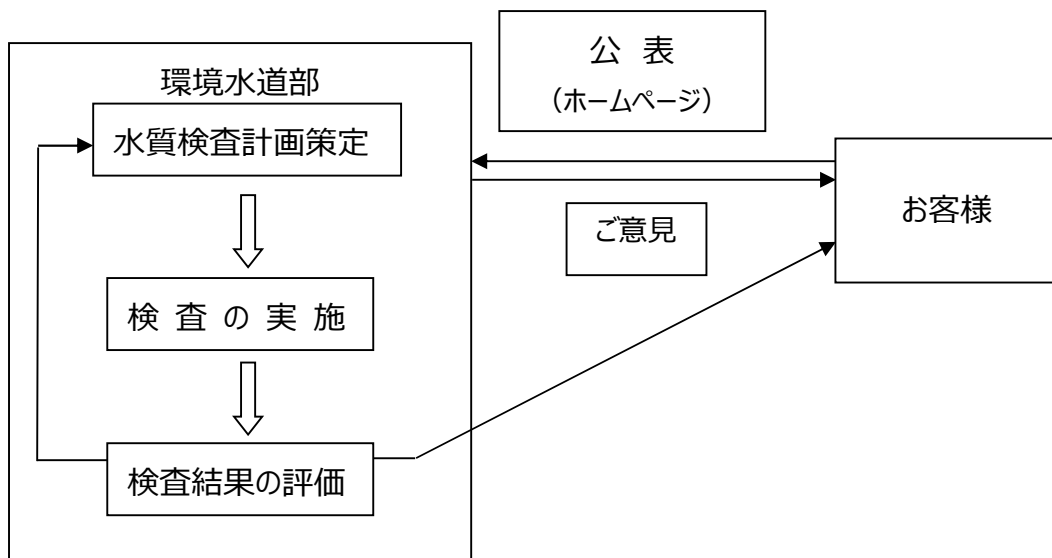 公 表
（ホームページ）
環境水道部
水質検査計画策定
お客様
ご意見
検 査 の 実 施
検査結果の評価